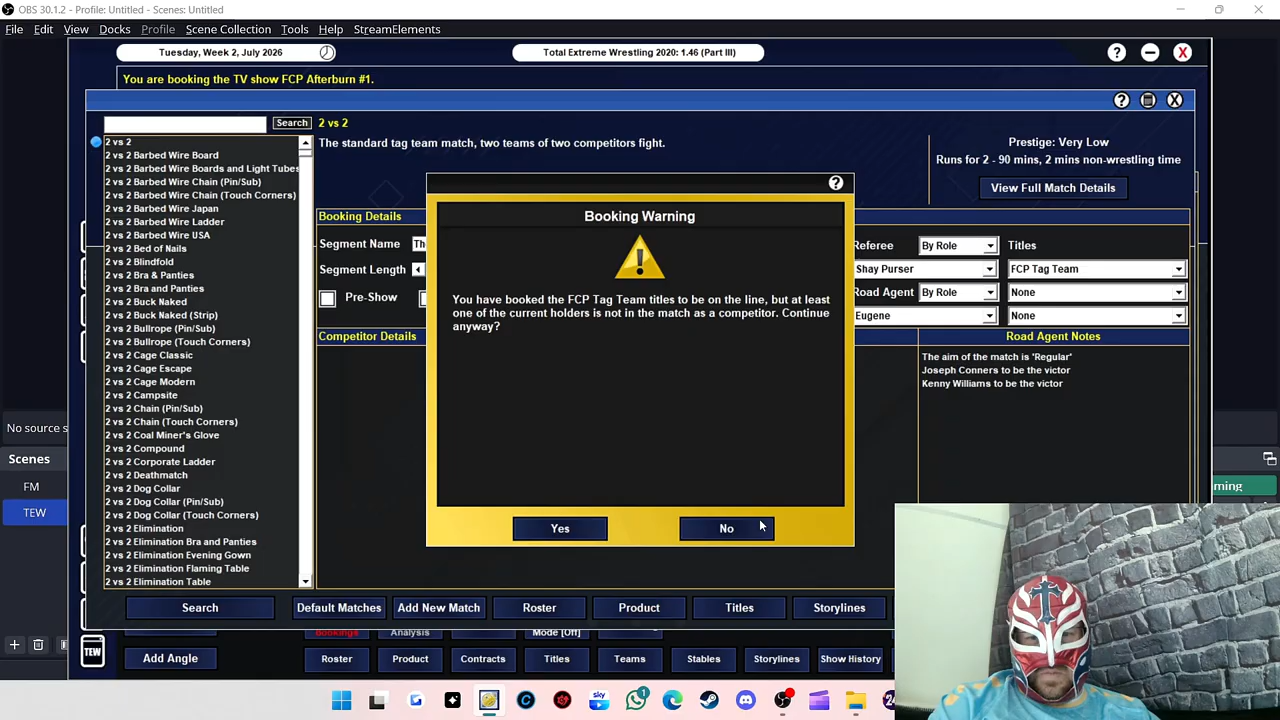 OBS 30.1.2 - Profile: Untitled - Scenes: Untitled
File Edit View Docks Profile Scene Collection Tools Help StreamElements
Tuesday, Week 2, July 2026
Total Extreme Wrestling 2020: 1.46 (Part III)
You are booking the TV show FCP Afterburn #1.
Search
2 vs 2
The standard tag team match, two teams of two competitors fight.
Prestige: Very Low
Runs for 2 - 90 mins, 2 mins non-wrestling time
View Full Match Details
2 vs 2
2 vs 2 Barbed Wire Board
2 vs 2 Barbed Wire Boards and Light Tubes
2 vs 2 Barbed Wire Chain (Pin/Sub)
2 vs 2 Barbed Wire Chain (Touch Corners)
2 vs 2 Barbed Wire Japan
2 vs 2 Barbed Wire Ladder
2 vs 2 Barbed Wire USA
2 vs 2 Bed of Nails
2 vs 2 Blindfold
2 vs 2 Bra & Panties
2 vs 2 Bra and Panties
2 vs 2 Buck Naked
2 vs 2 Buck Naked (Strip)
2 vs 2 Bullrope (Pin/Sub)
2 vs 2 Bullrope (Touch Corners)
2 vs 2 Cage Classic
2 vs 2 Cage Escape
2 vs 2 Cage Modern
2 vs 2 Campsite
2 vs 2 Chain (Pin/Sub)
2 vs 2 Chain (Touch Corners)
2 vs 2 Coal Miner's Glove
2 vs 2 Compound
2 vs 2 Corporate Ladder
2 vs 2 Deathmatch
2 vs 2 Dog Collar
2 vs 2 Dog Collar (Pin/Sub)
2 vs 2 Dog Collar (Touch Corners)
2 vs 2 Elimination
2 vs 2 Elimination Bra and Panties
2 vs 2 Elimination Evening Gown
2 vs 2 Elimination Flaming Table
2 vs 2 Elimination Table
Booking Details
Segment Name Th
Segment Length
Pre-Show
Competitor Details
Booking Warning
You have booked the FCP Tag Team titles to be on the line, but at least
one of the current holders is not in the match as a competitor. Continue
anyway?
Yes No
Referee By Role Titles
Shay Purser FCP Tag Team
Road Agent By Role None
Eugene None
Road Agent Notes
The aim of the match is 'Regular'
Joseph Conners to be the victor
Kenny Williams to be the victor
Search Default Matches Add New Match Roster Product Titles Storylines
Bookings Analysis Mode [Off]
Add Angle Roster Product Contracts Titles Teams Stables Storylines Show History
No source s
Scenes
FM
TEW
TEW
ming
sky
1
24